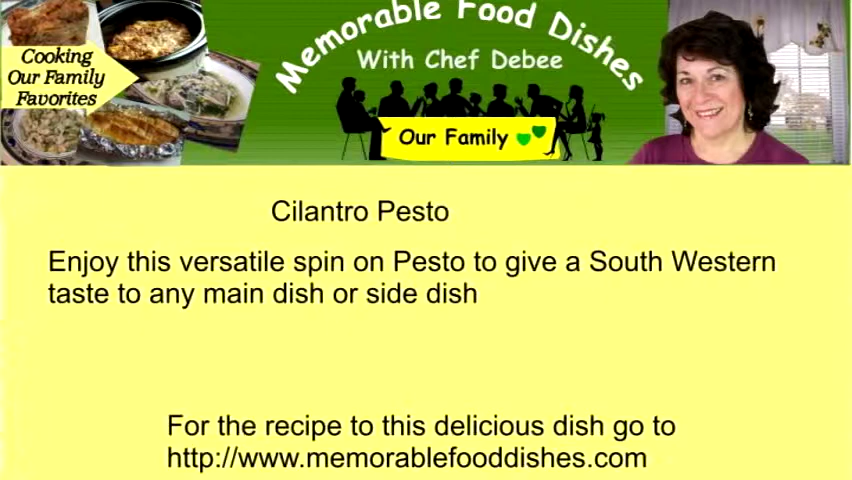 Memorable Food Dishes
With Chef Debee
Cooking
Our Family
Favorites
Our Family
Cilantro Pesto
Enjoy this versatile spin on Pesto to give a South Western
taste to any main dish or side dish
For the recipe to this delicious dish go to
http://www.memorablefooddishes.com